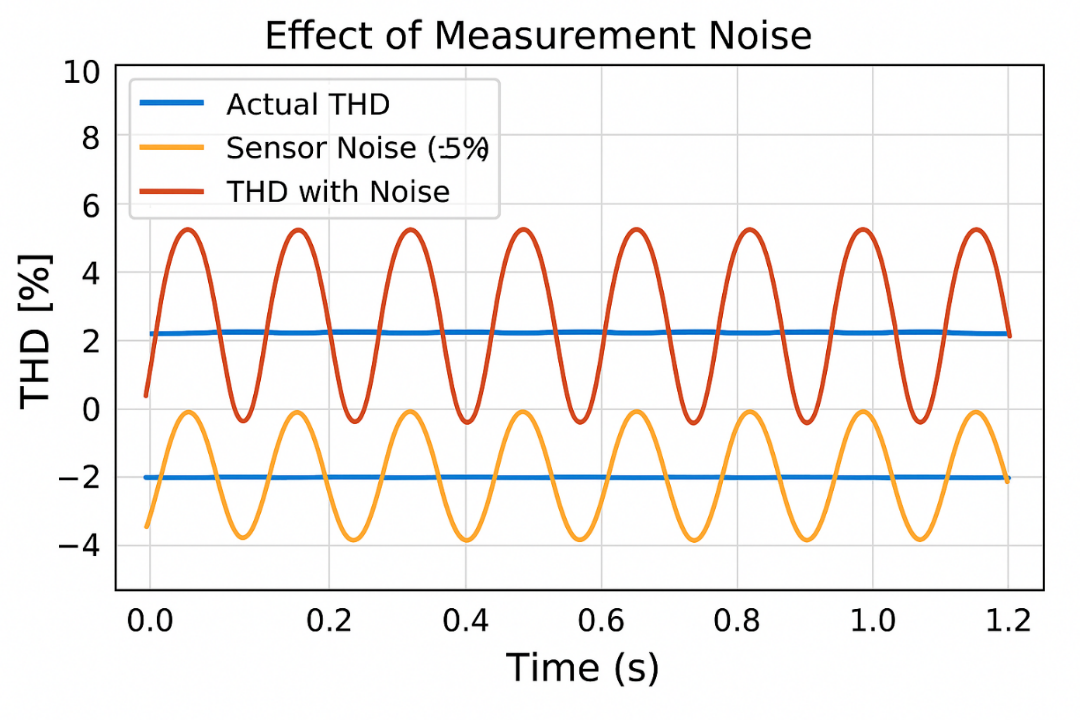 Effect of Measurement Noise
10
8
6
4
2
0
−2
−4
THD [%]
Actual THD
Sensor Noise (-5%)
THD with Noise
0.0 0.2 0.4 0.6 0.8 1.0 1.2
Time (s)